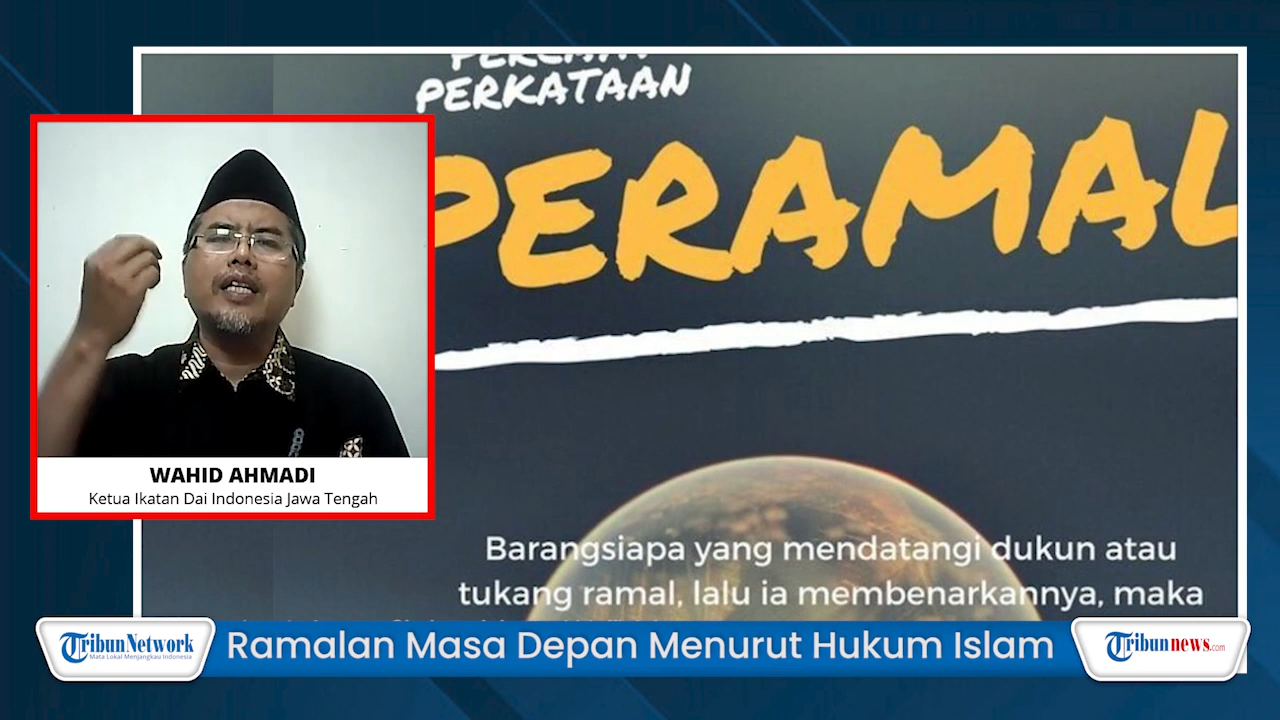 PERKATAAN
PERAMAL
WAHID AHMADI
Ketua Ikatan Dai Indonesia Jawa Tengah
Barangsiapa yang mendatangi dukun atau
tukang ramal, lalu ia membenarkannya, maka
TribunNetwork
Mata Lokal Menjangkau Indonesia
Ramalan Masa Depan Menurut Hukum Islam
Tribunnews.com